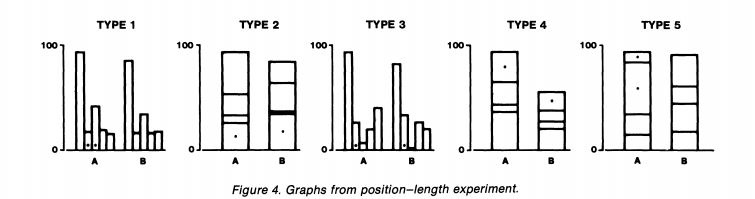 TYPE 1 TYPE 2 TYPE 3 TYPE 4 TYPE 5
100 100 100 100 100
0 0 0 0 0
A B A B A B A B A B
Figure 4. Graphs from position–length experiment.